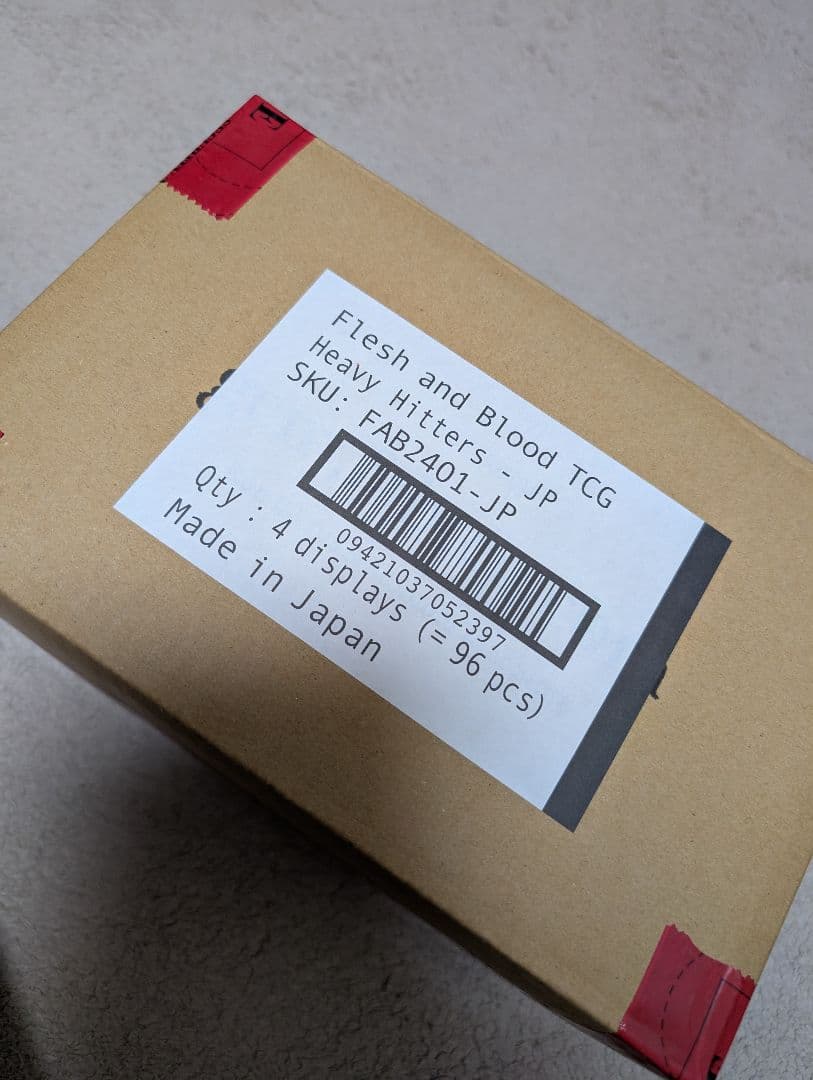 Flesh and Blood TCG
Heavy Hitters - JP
SKU: FAB2401-JP
09421037052397
Qty : 4 displays (= 96 pcs)
Made in Japan
E